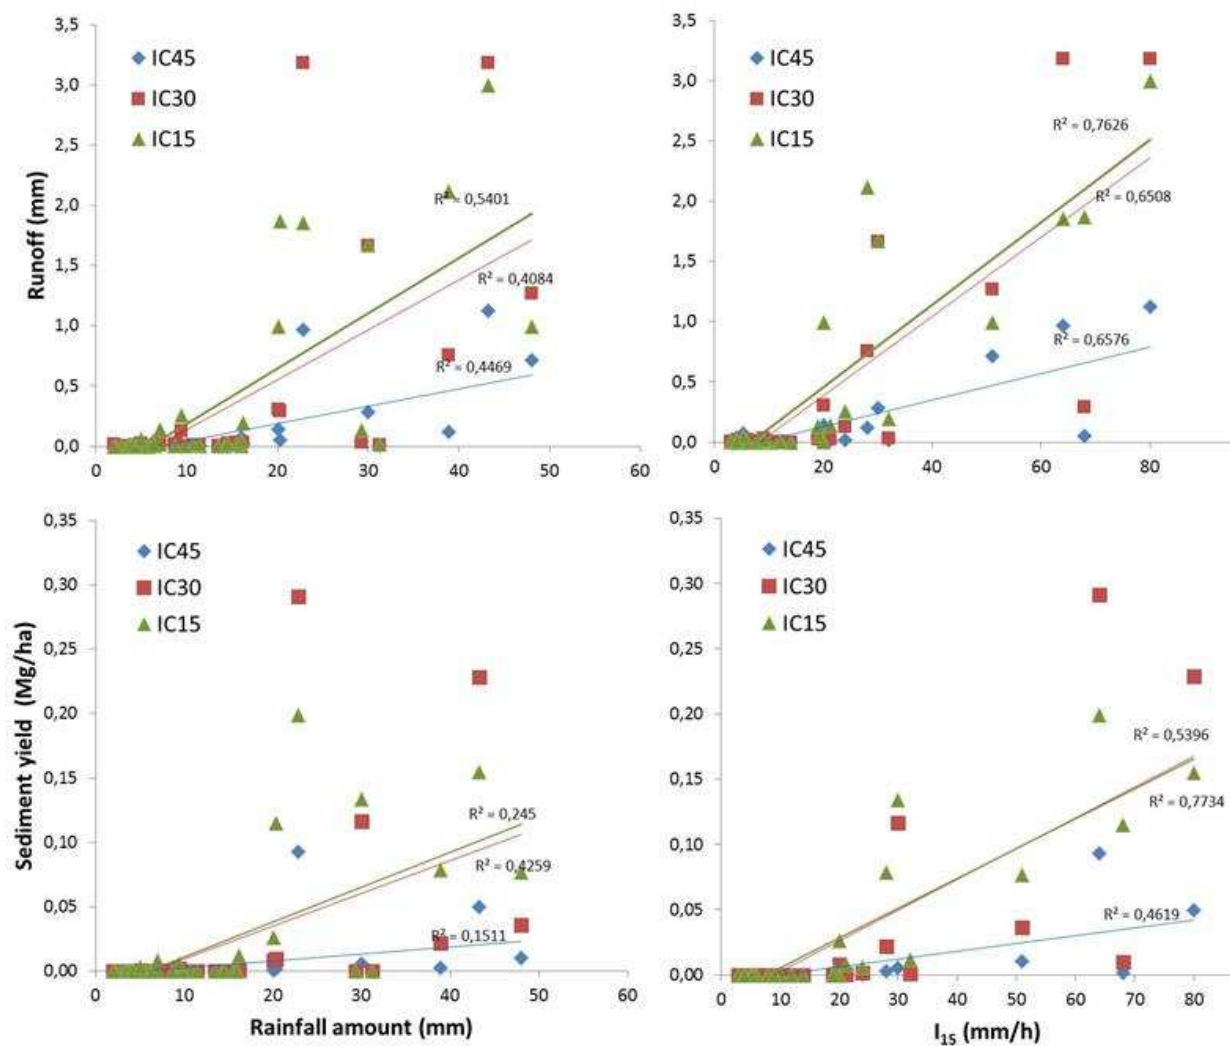 3,5
3,0
2,5
2,0
1,5
1,0
0,5
0,0
Runoff (mm)
IC45
IC30
IC15
R² = 0,5401
R² = 0,4084
R² = 0,4469
0 10 20 30 40 50 60
3,5
3,0
2,5
2,0
1,5
1,0
0,5
0,0
IC45
IC30
IC15
R² = 0,7626
R² = 0,6508
R² = 0,6576
0 20 40 60 80
0,35
0,30
0,25
0,20
0,15
0,10
0,05
0,00
Sediment yield (Mg/ha)
IC45
IC30
IC15
R² = 0,245
R² = 0,4259
R² = 0,1511
0 10 20 30 40 50 60
Rainfall amount (mm)
0,35
0,30
0,25
0,20
0,15
0,10
0,05
0,00
IC45
IC30
IC15
R² = 0,5396
R² = 0,7734
R² = 0,4619
0 10 20 30 40 50 60 70 80
I₁₅ (mm/h)